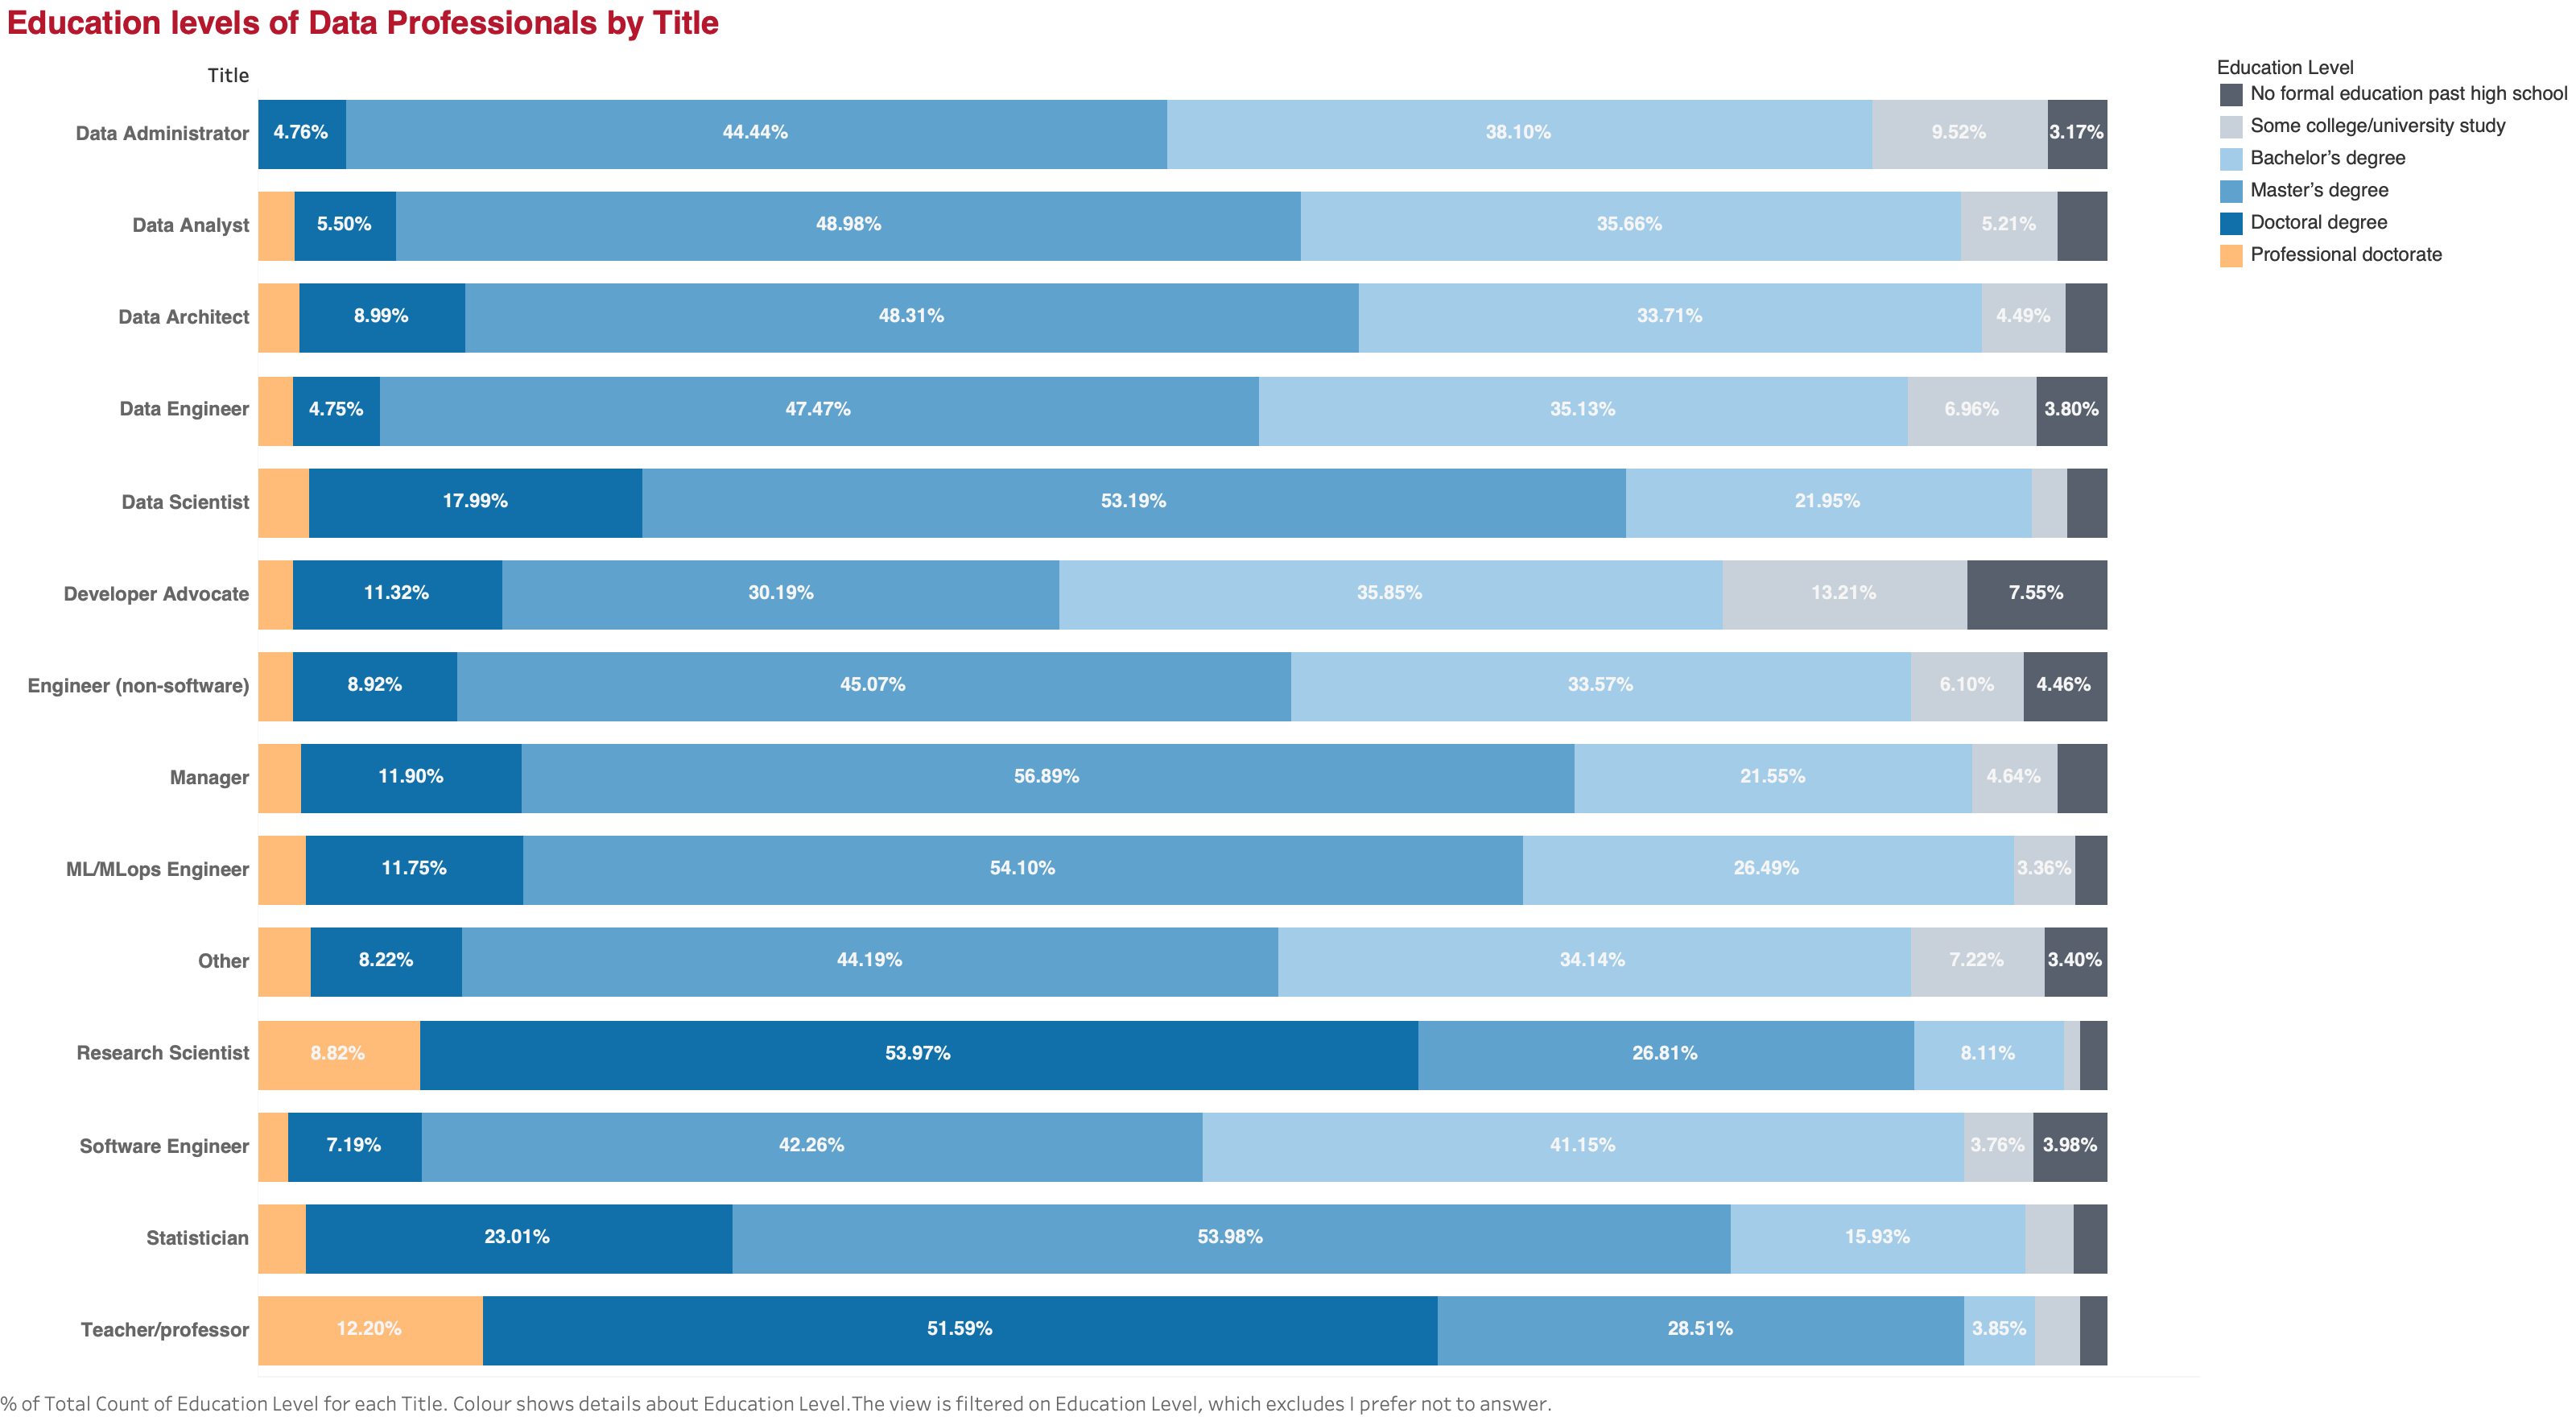 Education levels of Data Professionals by Title
Title
Education Level
No formal education past high school
Some college/university study
Bachelor’s degree
Master’s degree
Doctoral degree
Professional doctorate
Data Administrator 4.76% 44.44% 38.10% 9.52% 3.17%
Data Analyst 5.50% 48.98% 35.66% 5.21%
Data Architect 8.99% 48.31% 33.71% 4.49%
Data Engineer 4.75% 47.47% 35.13% 6.96% 3.80%
Data Scientist 17.99% 53.19% 21.95%
Developer Advocate 11.32% 30.19% 35.85% 13.21% 7.55%
Engineer (non-software) 8.92% 45.07% 33.57% 6.10% 4.46%
Manager 11.90% 56.89% 21.55% 4.64%
ML/MLops Engineer 11.75% 54.10% 26.49% 3.36%
Other 8.22% 44.19% 34.14% 7.22% 3.40%
Research Scientist 8.82% 53.97% 26.81% 8.11%
Software Engineer 7.19% 42.26% 41.15% 3.76% 3.98%
Statistician 23.01% 53.98% 15.93%
Teacher/professor 12.20% 51.59% 28.51% 3.85%
% of Total Count of Education Level for each Title. Colour shows details about Education Level.The view is filtered on Education Level, which excludes I prefer not to answer.